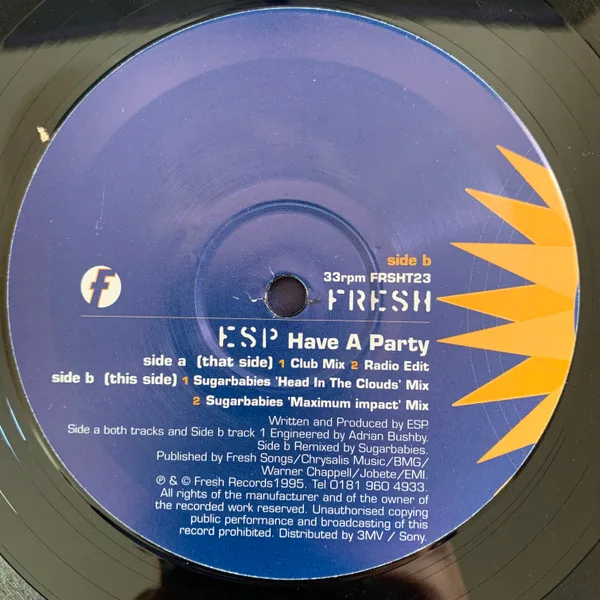 side b
33rpm FRSHT23
FRESH
f
ESP Have A Party
side a (that side) 1 Club Mix 2 Radio Edit
side b (this side) 1 Sugarbabies 'Head In The Clouds' Mix
2 Sugarbabies 'Maximum impact' Mix
Written and Produced by ESP.
Side a both tracks and Side b track 1 Engineered by Adrian Bushby.
Side b Remixed by Sugarbabies.
Published by Fresh Songs/Chrysalis Music/BMG/
Warner Chappell/Jobete/EMI.
℗ & © Fresh Records1995. Tel 0181 960 4933.
All rights of the manufacturer and of the owner of
the recorded work reserved. Unauthorised copying
public performance and broadcasting of this
record prohibited. Distributed by 3MV / Sony.